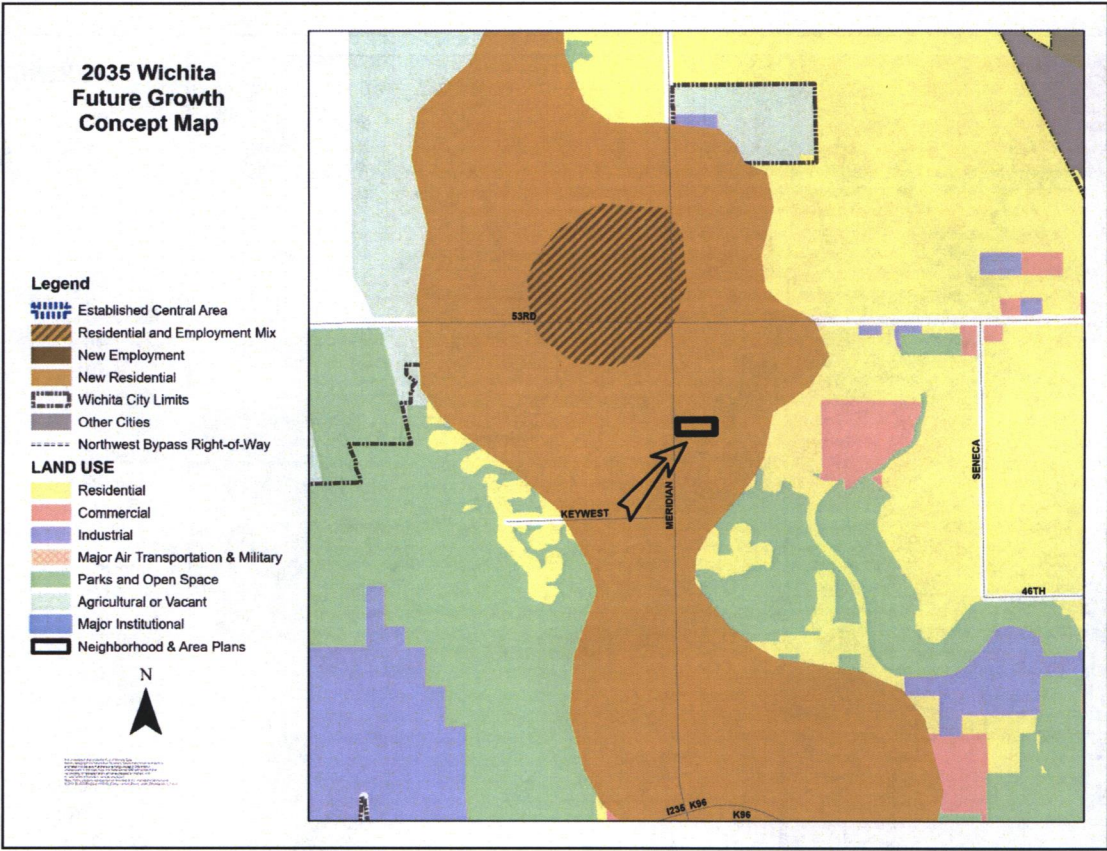 2035 Wichita
Future Growth
Concept Map
Legend
Established Central Area
Residential and Employment Mix
New Employment
New Residential
Wichita City Limits
Other Cities
Northwest Bypass Right-of-Way
LAND USE
Residential
Commercial
Industrial
Major Air Transportation & Military
Parks and Open Space
Agricultural or Vacant
Major Institutional
Neighborhood & Area Plans
N
53RD
SENECA
MERIDIAN
KEYWEST
46TH
I235 K96
K96